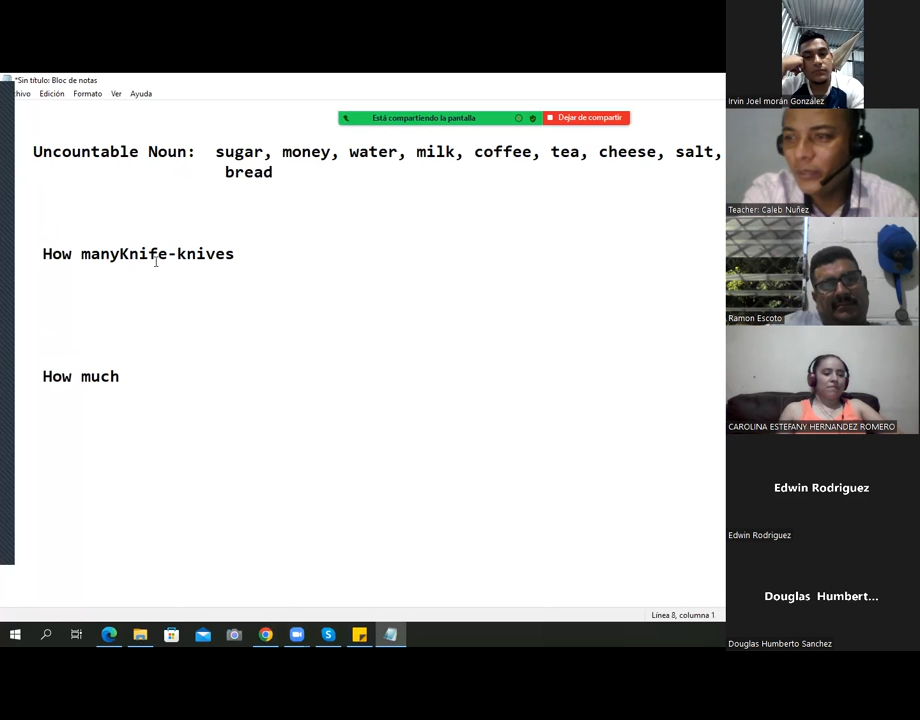 *Sin título: Bloc de notas
hivo Edición Formato Ver Ayuda
Está compartiendo la pantalla Dejar de compartir
Uncountable Noun: sugar, money, water, milk, coffee, tea, cheese, salt,
bread
How manyKnife-knives
How much
Línea 8, columna 1
Irvin Joel morán González
Teacher: Caleb Nuñez
Ramon Escoto
CAROLINA ESTEFANY HERNANDEZ ROMERO
Edwin Rodriguez
Edwin Rodriguez
Douglas Humbert...
Douglas Humberto Sanchez